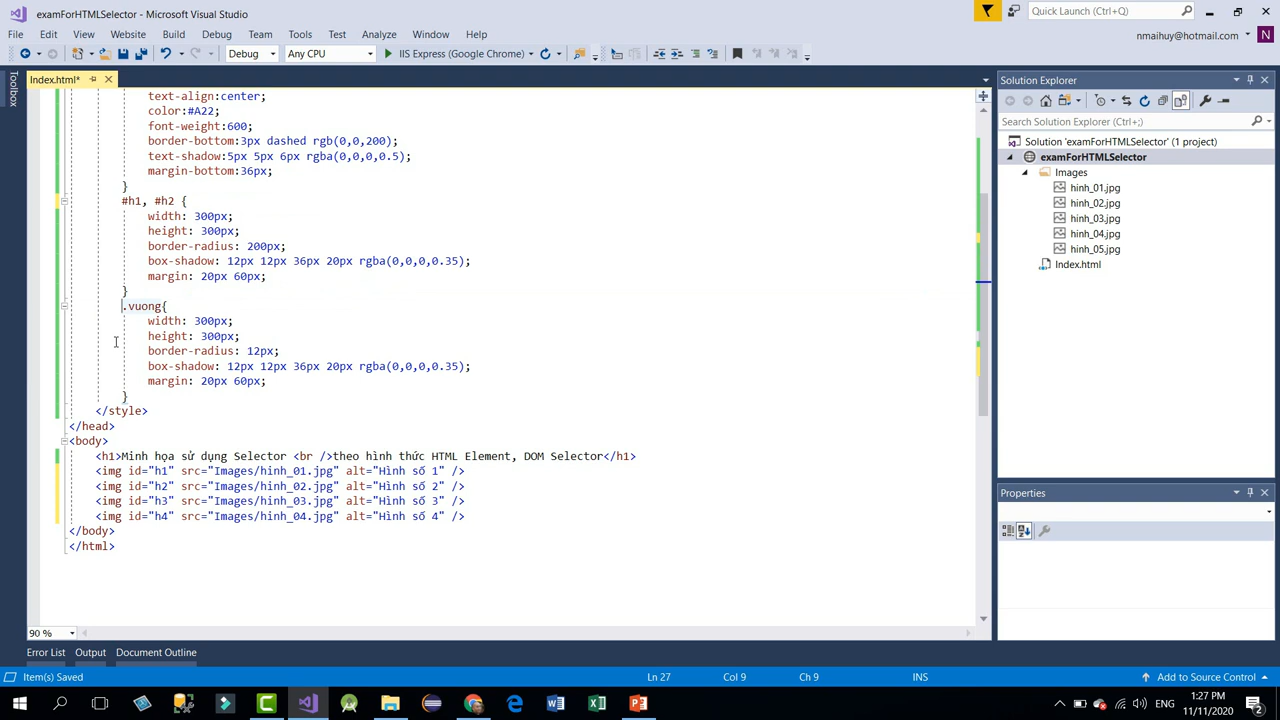 examForHTMLSelector - Microsoft Visual Studio
Quick Launch (Ctrl+Q)
File Edit View Website Build Debug Team Tools Test Analyze Window Help
nmaihuy@hotmail.com
N
Debug Any CPU IIS Express (Google Chrome)
Toolbox
Index.html*
text-align:center;
color:#A22;
font-weight:600;
border-bottom:3px dashed rgb(0,0,200);
text-shadow:5px 5px 6px rgba(0,0,0,0.5);
margin-bottom:36px;
}
#h1, #h2 {
width: 300px;
height: 300px;
border-radius: 200px;
box-shadow: 12px 12px 36px 20px rgba(0,0,0,0.35);
margin: 20px 60px;
}
.vuong{
width: 300px;
height: 300px;
border-radius: 12px;
box-shadow: 12px 12px 36px 20px rgba(0,0,0,0.35);
margin: 20px 60px;
}
</style>
</head>
<body>
<h1>Minh họa sử dụng Selector <br />theo hình thức HTML Element, DOM Selector</h1>
<img id="h1" src="Images/hinh_01.jpg" alt="Hình số 1" />
<img id="h2" src="Images/hinh_02.jpg" alt="Hình số 2" />
<img id="h3" src="Images/hinh_03.jpg" alt="Hình số 3" />
<img id="h4" src="Images/hinh_04.jpg" alt="Hình số 4" />
</body>
</html>
90 %
Solution Explorer
Search Solution Explorer (Ctrl+;)
Solution 'examForHTMLSelector' (1 project)
examForHTMLSelector
Images
hinh_01.jpg
hinh_02.jpg
hinh_03.jpg
hinh_04.jpg
hinh_05.jpg
Index.html
Properties
Error List Output Document Outline
Item(s) Saved Ln 27 Col 9 Ch 9 INS Add to Source Control
ENG
1:27 PM
11/11/2020
2